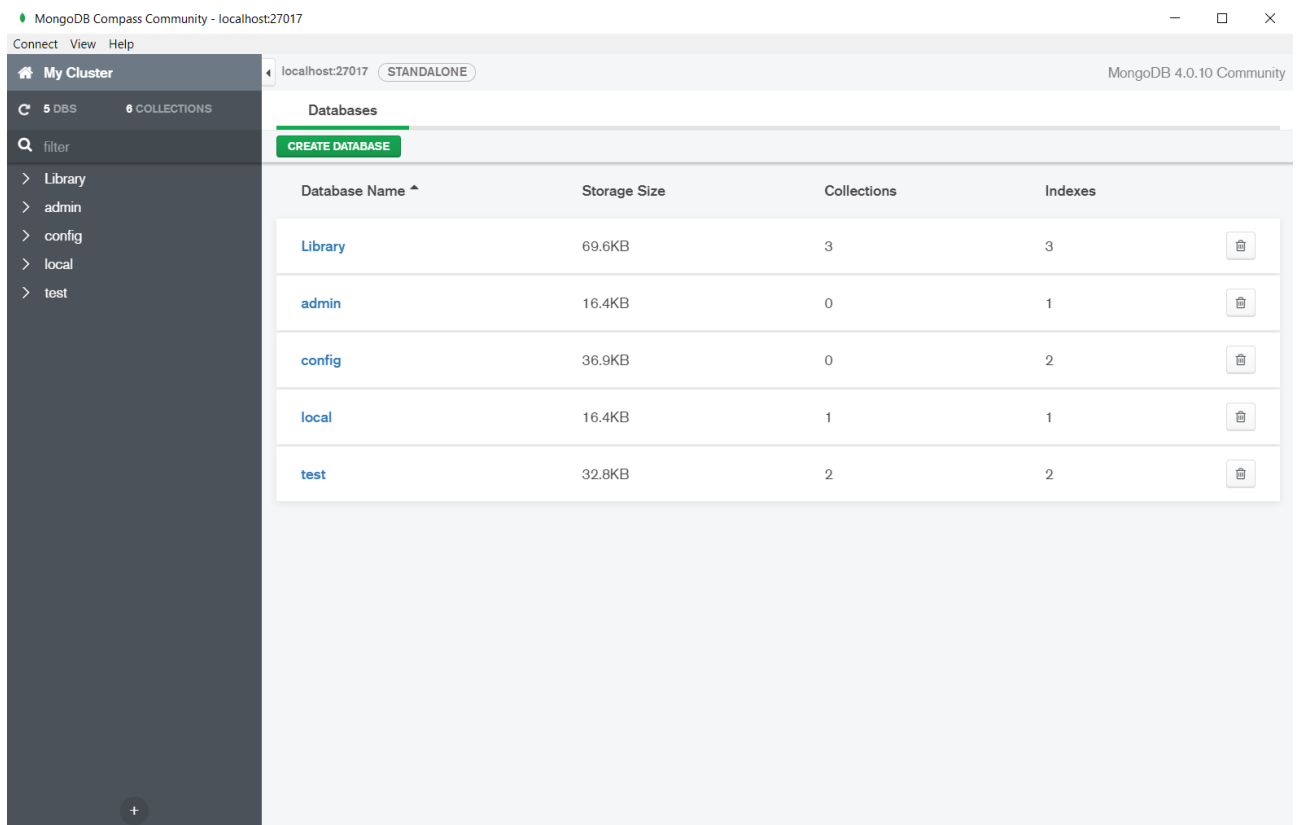 MongoDB Compass Community - localhost:27017
Connect View Help
My Cluster
localhost:27017 STANDALONE
MongoDB 4.0.10 Community
5 DBS 6 COLLECTIONS
filter
Library
admin
config
local
test
Databases
CREATE DATABASE
Database Name Storage Size Collections Indexes
Library 69.6KB 3 3
admin 16.4KB 0 1
config 36.9KB 0 2
local 16.4KB 1 1
test 32.8KB 2 2